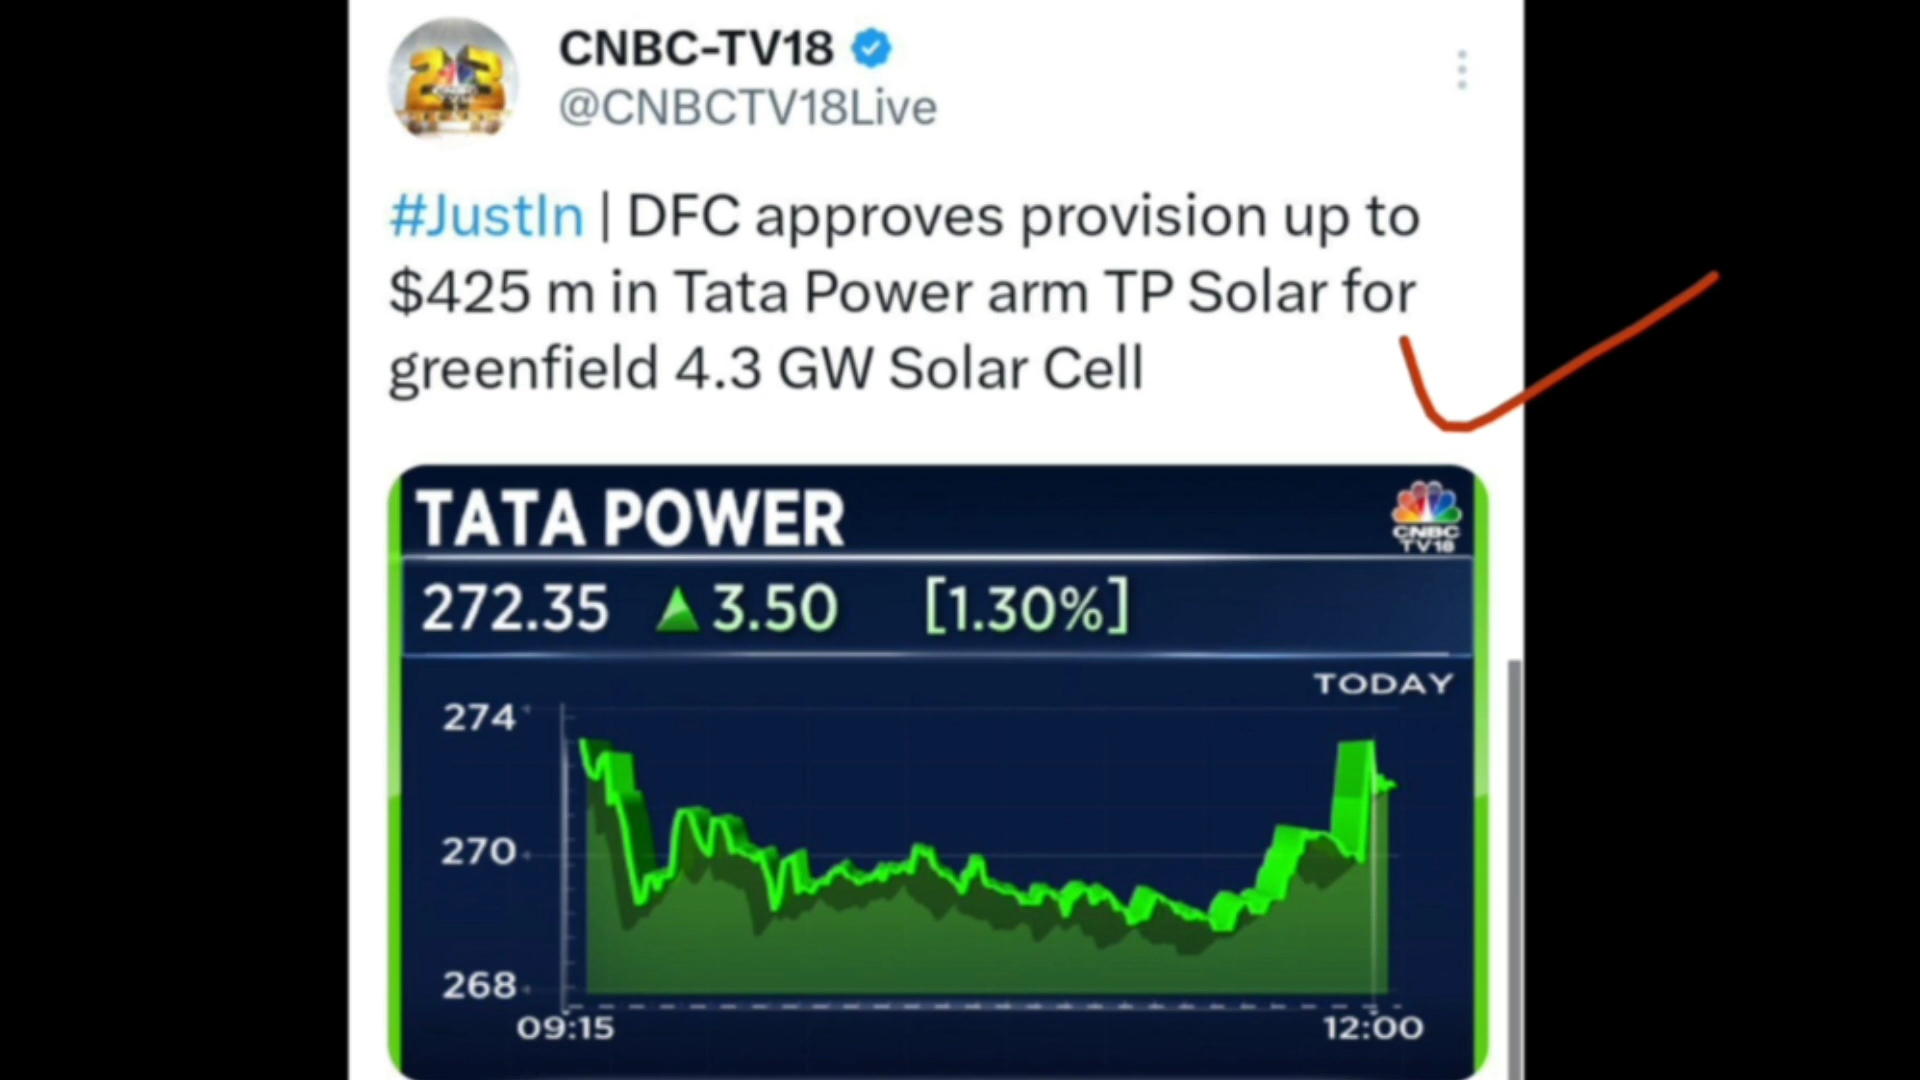 CNBC-TV18
@CNBCTV18Live
#JustIn | DFC approves provision up to
$425 m in Tata Power arm TP Solar for
greenfield 4.3 GW Solar Cell
TATA POWER
CNBC
TV18
272.35 ▲ 3.50 [1.30%]
TODAY
274
270
268
09:15 12:00